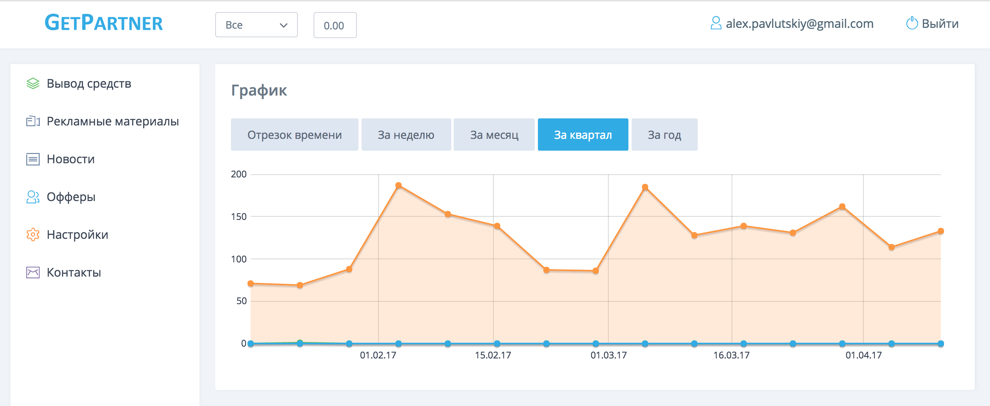 GETPARTNER
Все
0.00
alex.pavlutskiy@gmail.com
Выйти
Вывод средств
Рекламные материалы
Новости
Офферы
Настройки
Контакты
График
Отрезок времени
За неделю
За месяц
За квартал
За год
200
150
100
50
0
01.02.17
15.02.17
01.03.17
16.03.17
01.04.17